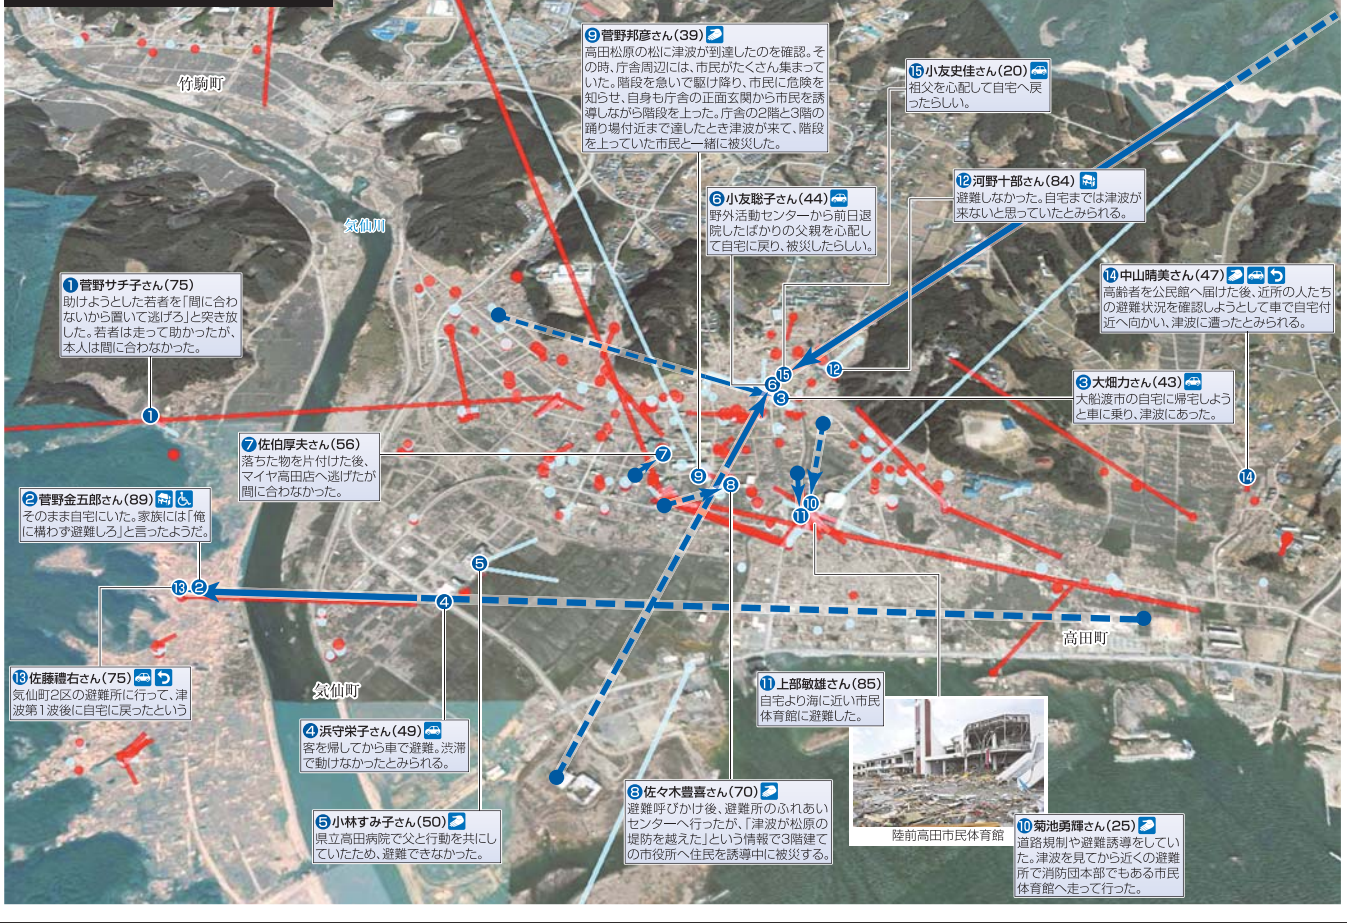 竹駒町
気仙川
❾菅野邦彦さん(39)
高田松原の松に津波が到達したのを確認。そ
の時、庁舎周辺には、市民がたくさん集まって
いた。階段を急いで駆け降り、市民に危険を
知らせ、自身も庁舎の正面玄関から市民を誘
導しながら階段を上った。庁舎の2階と3階の
踊り場付近まで達したとき津波が来て、階段
を上っていた市民と一緒に被災した。
⓯小友史佳さん(20)
祖父を心配して自宅へ戻
ったらしい。
⓬河野十部さん(84)
避難しなかった。自宅までは津波が
来ないと思っていたとみられる。
❻小友聡子さん(44)
野外活動センターから前日退
院したばかりの父親を心配し
て自宅に戻り、被災したらしい。
⓮中山晴美さん(47)
高齢者を公民館へ届けた後、近所の人たち
の避難状況を確認しようとして車で自宅付
近へ向かい、津波に遭ったとみられる。
❶菅野サチ子さん(75)
助けようとした若者を「間に合わ
ないから置いて逃げろ」と突き放
した。若者は走って助かったが、
本人は間に合わなかった。
❸大畑力さん(43)
大船渡市の自宅に帰宅しよう
と車に乗り、津波にあった。
❼佐伯厚夫さん(56)
落ちた物を片付けた後、
マイヤ高田店へ逃げたが
間に合わなかった。
❷菅野金五郎さん(89)
そのまま自宅にいた。家族には「俺
に構わず避難しろ」と言ったようだ。
⓭佐藤禮右さん(75)
気仙町2区の避難所に行って、津
波第1波後に自宅に戻ったという
気仙町
高田町
❹浜守栄子さん(49)
客を帰してから車で避難。渋滞
で動けなかったとみられる。
❺小林すみ子さん(50)
県立高田病院で父と行動を共にし
ていたため、避難できなかった。
❽佐々木豊喜さん(70)
避難呼びかけ後、避難所のふれあい
センターへ行ったが、「津波が松原の
堤防を越えた」という情報で3階建て
の市役所へ住民を誘導中に被災する。
⓫上部敏雄さん(85)
自宅より海に近い市民
体育館に避難した。
陸前高田市民体育館
❿菊池勇輝さん(25)
道路規制や避難誘導をしてい
た。津波を見てから近くの避難
所で消防団本部でもある市民
体育館へ走って行った。
❶
❷
❸
❹
❺
❻
❼
❽
❾
❿
⓫
⓬
⓭
⓮
⓯